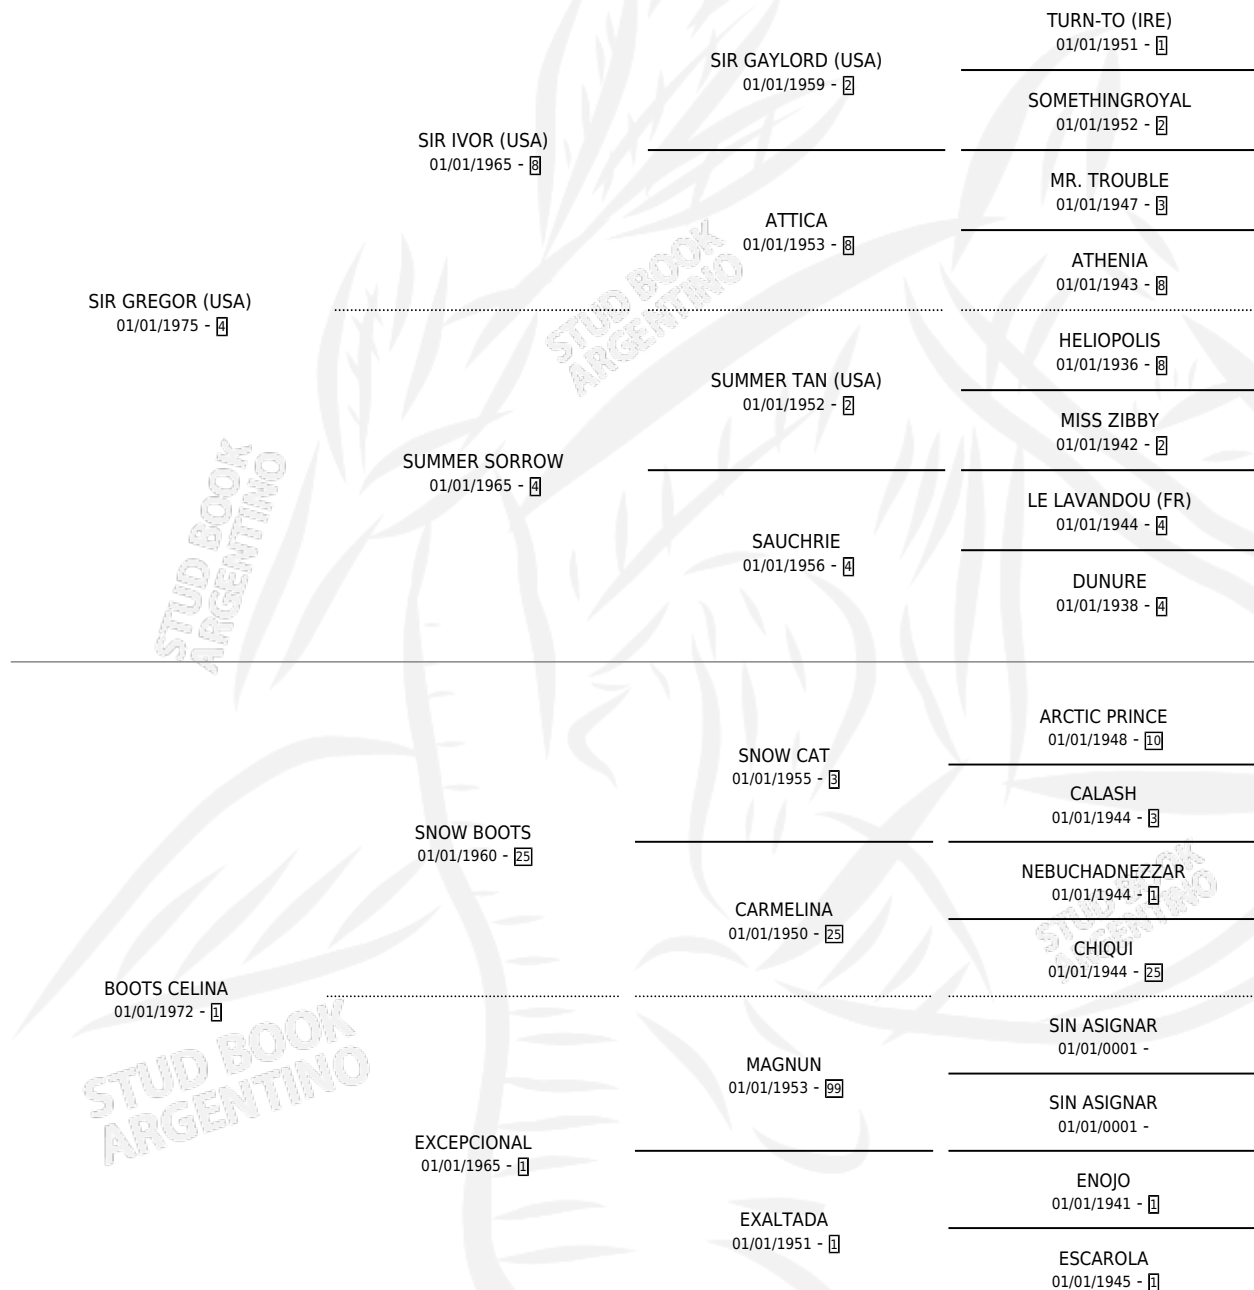 TURN-TO (IRE)
01/01/1951 - 1
SIR GAYLORD (USA)
01/01/1959 - 2
SOMETHINGROYAL
01/01/1952 - 2
SIR IVOR (USA)
01/01/1965 - 8
MR. TROUBLE
01/01/1947 - 3
ATTICA
01/01/1953 - 8
ATHENIA
01/01/1943 - 8
SIR GREGOR (USA)
01/01/1975 - 4
HELIOPOLIS
01/01/1936 - 8
SUMMER TAN (USA)
01/01/1952 - 2
MISS ZIBBY
01/01/1942 - 2
SUMMER SORROW
01/01/1965 - 4
LE LAVANDOU (FR)
01/01/1944 - 4
SAUCHRIE
01/01/1956 - 4
DUNURE
01/01/1938 - 4
ARCTIC PRINCE
01/01/1948 - 10
SNOW CAT
01/01/1955 - 3
CALASH
01/01/1944 - 3
SNOW BOOTS
01/01/1960 - 25
NEBUCHADNEZZAR
01/01/1944 - 1
CARMELINA
01/01/1950 - 25
CHIQUI
01/01/1944 - 25
BOOTS CELINA
01/01/1972 - 1
SIN ASIGNAR
01/01/0001 -
MAGNUN
01/01/1953 - 99
SIN ASIGNAR
01/01/0001 -
EXCEPCIONAL
01/01/1965 - 1
ENOJO
01/01/1941 - 1
EXALTADA
01/01/1951 - 1
ESCAROLA
01/01/1945 - 1
STUD BOOK
ARGENTINO
STUD BOOK
ARGENTINO
STUD BOOK
ARGENTINO
STUD BOOK
ARGENTINO